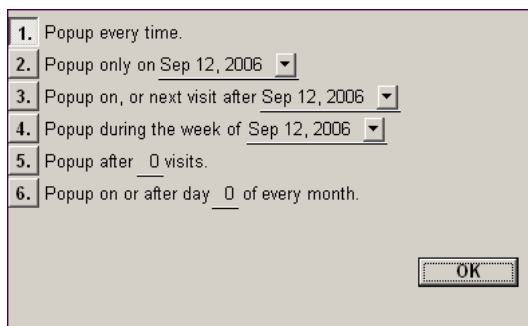 1. Popup every time.
2. Popup only on Sep 12, 2006
3. Popup on, or next visit after Sep 12, 2006
4. Popup during the week of Sep 12, 2006
5. Popup after 0 visits.
6. Popup on or after day 0 of every month.
OK